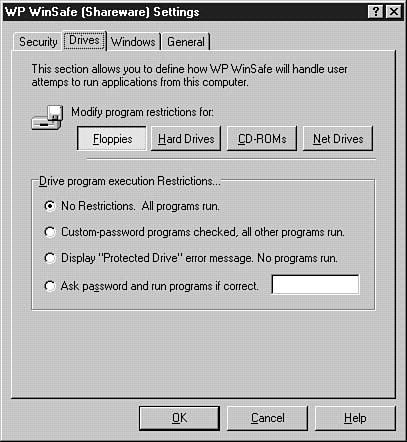 WP WinSafe (Shareware) Settings
Security Drives Windows General
This section allows you to define how WP WinSafe will handle user
attemps to run applications from this computer.
Modify program restrictions for:
Floppies Hard Drives CD-ROMs Net Drives
Drive program execution Restrictions...
No Restrictions. All programs run.
Custom-password programs checked, all other programs run.
Display "Protected Drive" error message. No programs run.
Ask password and run programs if correct.
OK Cancel Help